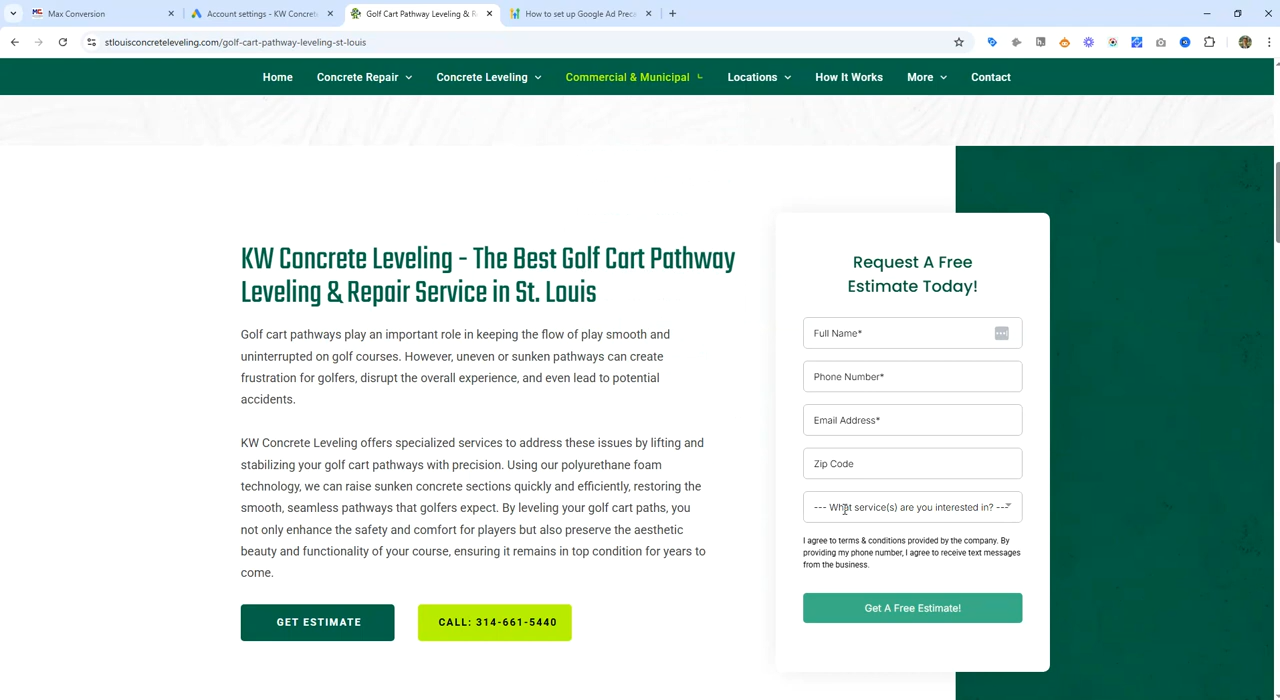 Max Conversion
Account settings - KW Concrete
Golf Cart Pathway Leveling & R
How to set up Google Ad Preci
stlouisconcreteleveling.com/golf-cart-pathway-leveling-st-louis
Home Concrete Repair Concrete Leveling Commercial & Municipal Locations How It Works More Contact
KW Concrete Leveling - The Best Golf Cart Pathway
Leveling & Repair Service in St. Louis
Golf cart pathways play an important role in keeping the flow of play smooth and
uninterrupted on golf courses. However, uneven or sunken pathways can create
frustration for golfers, disrupt the overall experience, and even lead to potential
accidents.
KW Concrete Leveling offers specialized services to address these issues by lifting and
stabilizing your golf cart pathways with precision. Using our polyurethane foam
technology, we can raise sunken concrete sections quickly and efficiently, restoring the
smooth, seamless pathways that golfers expect. By leveling your golf cart paths, you
not only enhance the safety and comfort for players but also preserve the aesthetic
beauty and functionality of your course, ensuring it remains in top condition for years to
come.
GET ESTIMATE
CALL: 314-661-5440
Request A Free
Estimate Today!
Full Name*
Phone Number*
Email Address*
Zip Code
--- What service(s) are you interested in? ---
I agree to terms & conditions provided by the company. By
providing my phone number, I agree to receive text messages
from the business.
Get A Free Estimate!